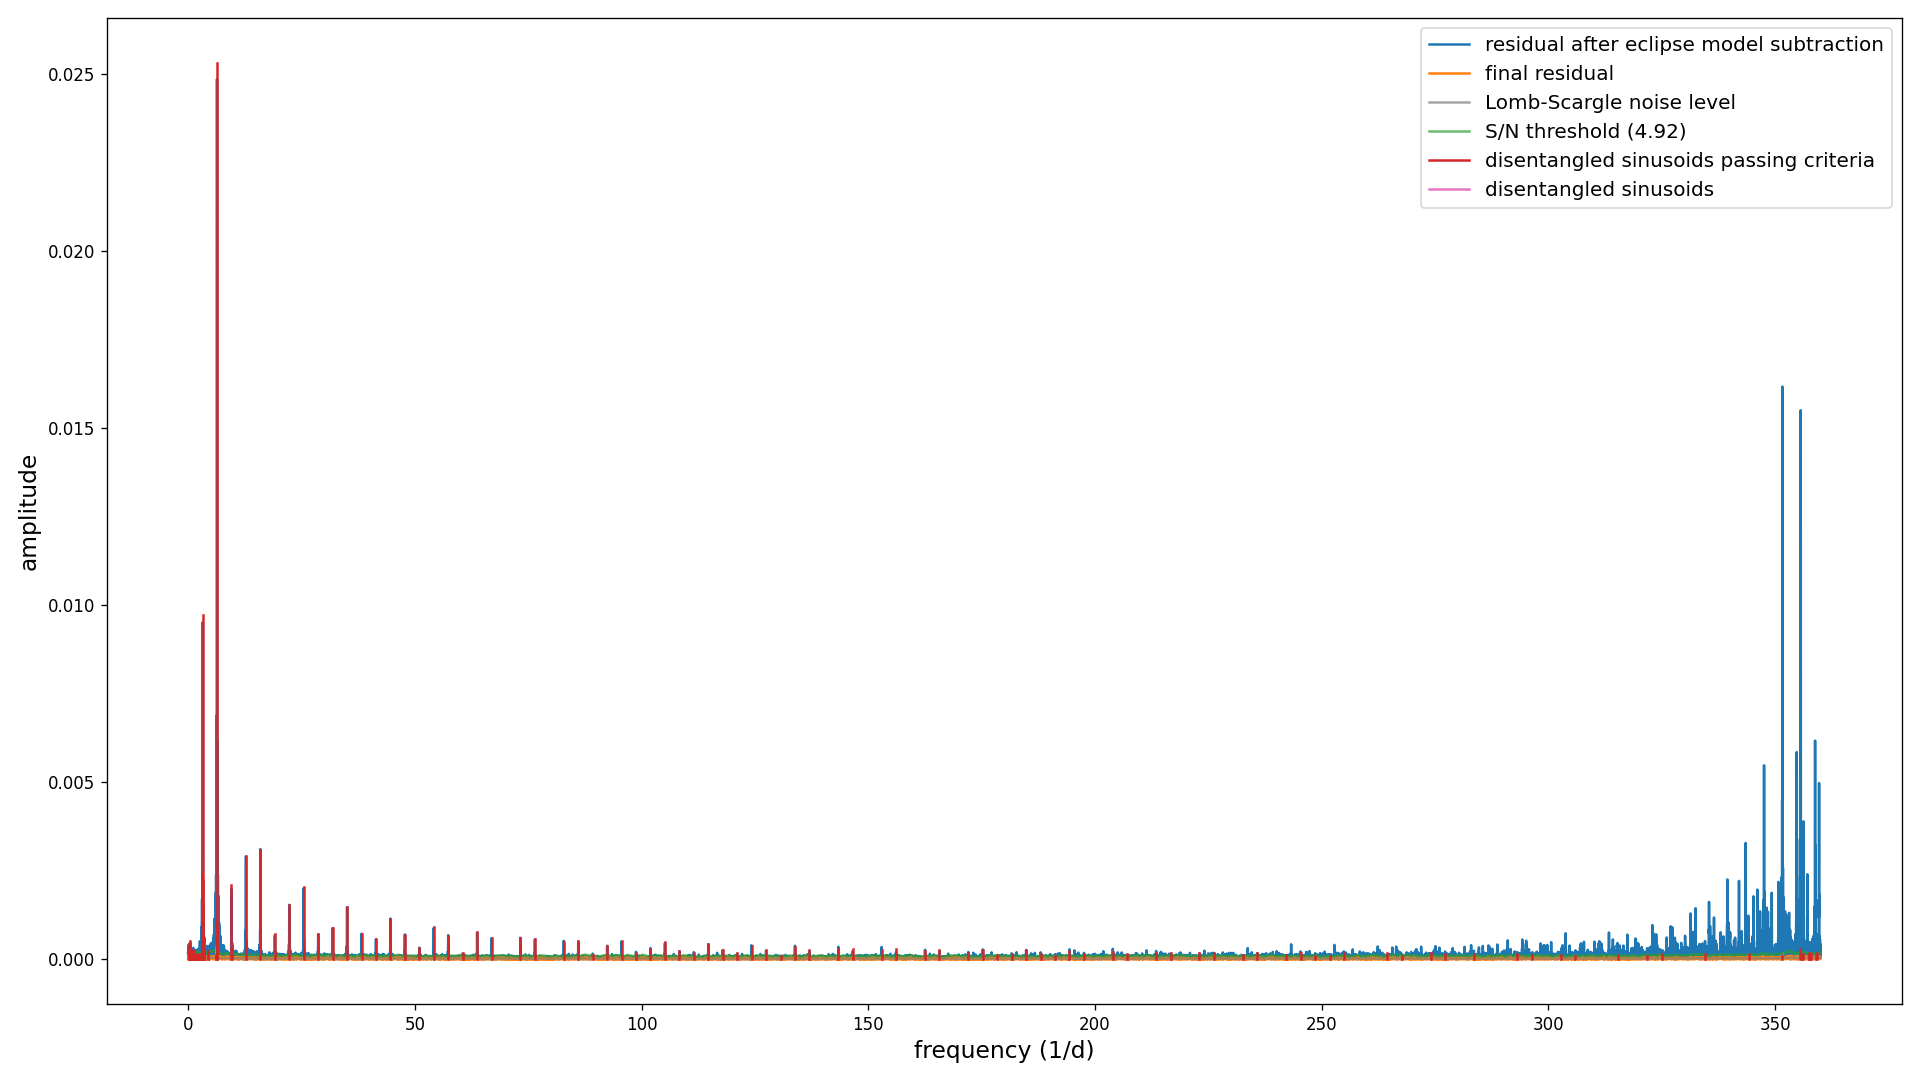 residual after eclipse model subtraction
final residual
Lomb-Scargle noise level
S/N threshold (4.92)
disentangled sinusoids passing criteria
disentangled sinusoids
amplitude
0.025
0.020
0.015
0.010
0.005
0.000
0 50 100 150 200 250 300 350
frequency (1/d)